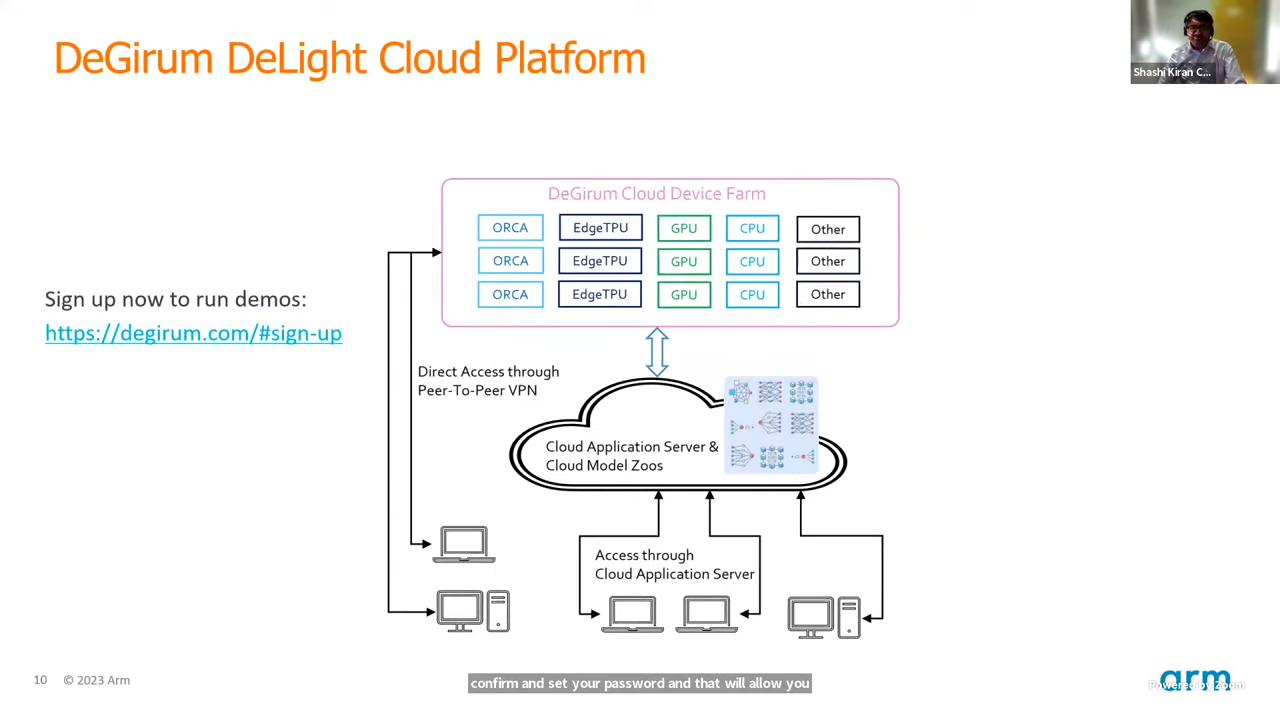 DeGirum DeLight Cloud Platform
Shashi Kiran C...
DeGirum Cloud Device Farm
ORCA EdgeTPU GPU CPU Other
ORCA EdgeTPU GPU CPU Other
ORCA EdgeTPU GPU CPU Other
Sign up now to run demos:
https://degirum.com/#sign-up
Direct Access through
Peer-To-Peer VPN
Cloud Application Server &
Cloud Model Zoos
Access through
Cloud Application Server
10 © 2023 Arm
confirm and set your password and that will allow you
arm
Powered by Zoom